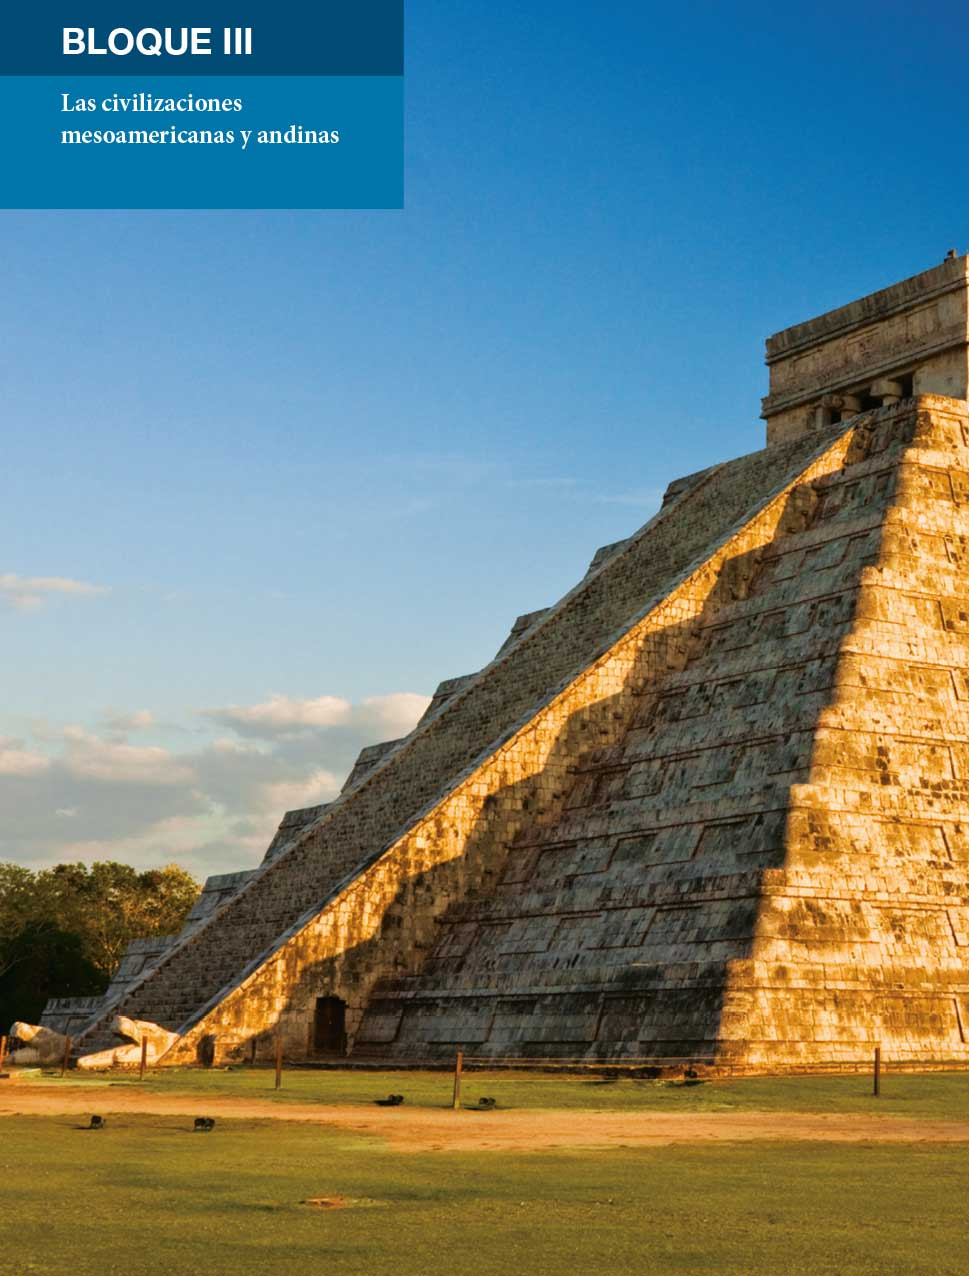 BLOQUE III
Las civilizaciones
mesoamericanas y andinas